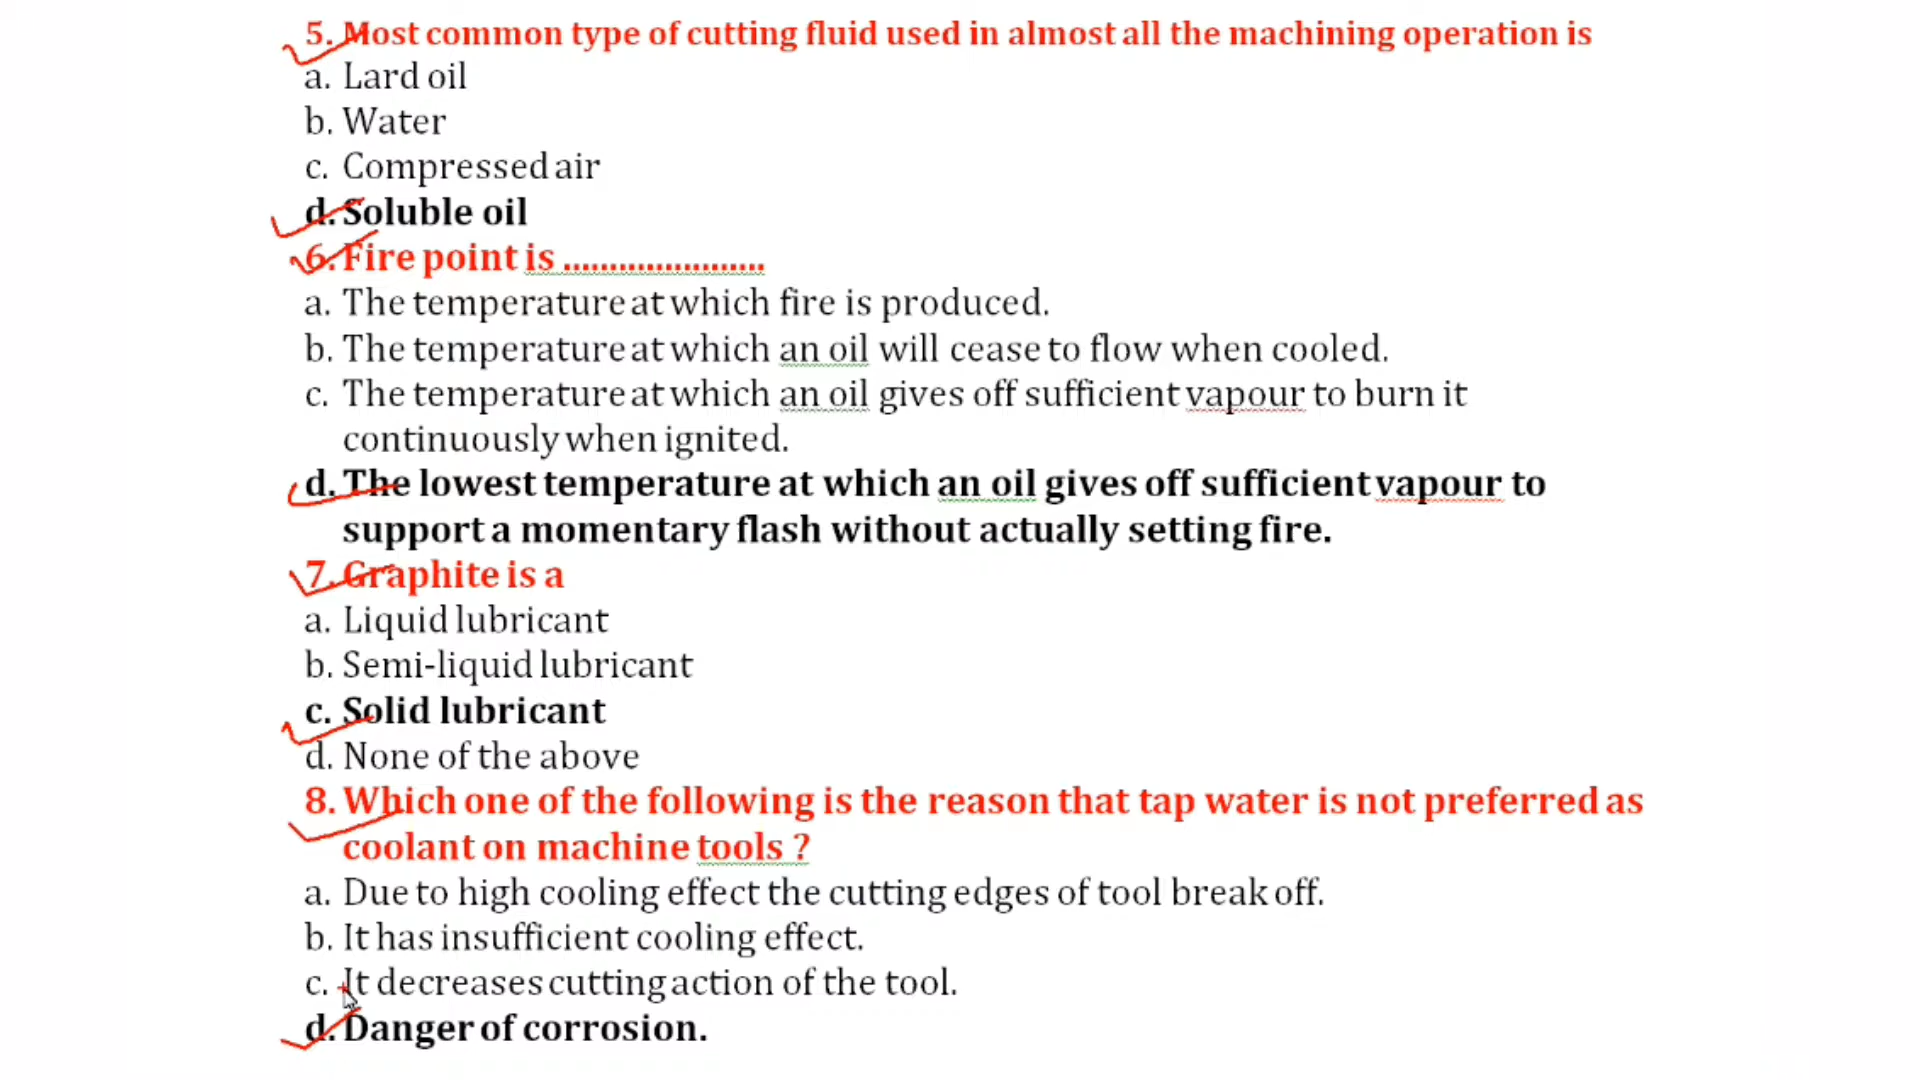 5. Most common type of cutting fluid used in almost all the machining operation is
a. Lard oil
b. Water
c. Compressed air
d. Soluble oil
6. Fire point is ......................
a. The temperature at which fire is produced.
b. The temperature at which an oil will cease to flow when cooled.
c. The temperature at which an oil gives off sufficient vapour to burn it
continuously when ignited.
d. The lowest temperature at which an oil gives off sufficient vapour to
support a momentary flash without actually setting fire.
7. Graphite is a
a. Liquid lubricant
b. Semi-liquid lubricant
c. Solid lubricant
d. None of the above
8. Which one of the following is the reason that tap water is not preferred as
coolant on machine tools ?
a. Due to high cooling effect the cutting edges of tool break off.
b. It has insufficient cooling effect.
c. It decreases cutting action of the tool.
d. Danger of corrosion.